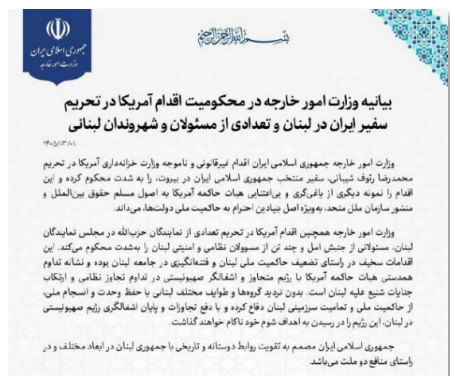 بسم الله الرحمن الرحیم
جمهوری اسلامی ایران
وزارت امور خارجه
بیانیه وزارت امور خارجه در محکومیت اقدام آمریکا در تحریم
سفیر ایران در لبنان و تعدادی از مسئولان و شهروندان لبنانی
۱۴۰۵/۰۳/۰۱
وزارت امور خارجه جمهوری اسلامی ایران اقدام غیرقانونی و ناموجه وزارت خزانه‌داری آمریکا در تحریم
محمدرضا رئوف شیبانی، سفیر منتخب جمهوری اسلامی ایران در بیروت، را به شدت محکوم کرده و این
اقدام را نمونه دیگری از یاغی‌گری و بی‌اعتنایی هیات حاکمه آمریکا به اصول مسلم حقوق بین‌الملل و
منشور سازمان ملل متحد، به‌ویژه اصل بنیادین احترام به حاکمیت ملی دولت‌ها، می‌داند.
وزارت امور خارجه همچنین اقدام آمریکا در تحریم تعدادی از نمایندگان حزب‌الله در مجلس نمایندگان
لبنان، مسئولانی از جنبش امل و چند تن از مسوولان نظامی و امنیتی لبنان را به‌شدت محکوم می‌کند. این
اقدامات سخیف در راستای تضعیف حاکمیت ملی لبنان و فتنه‌انگیزی در جامعه لبنان بوده و نشانه تداوم
همدستی هیات حاکمه آمریکا با رژیم متجاوز و اشغالگر صهیونیستی در تداوم تجاوز نظامی و ارتکاب
جنایات شنیع علیه لبنان است. بدون تردید گروه‌ها و طوایف مختلف لبنانی با حفظ وحدت و انسجام ملی،
از حاکمیت ملی و تمامیت سرزمینی لبنان دفاع کرده و با دفع تجاوزات و پایان اشغالگری رژیم صهیونیستی
در لبنان، این رژیم را در رسیدن به اهداف شوم خود ناکام خواهند گذاشت.
جمهوری اسلامی ایران مصمم به تقویت روابط دوستانه و تاریخی با جمهوری لبنان در ابعاد مختلف و در
راستای منافع دو ملت می‌باشد.